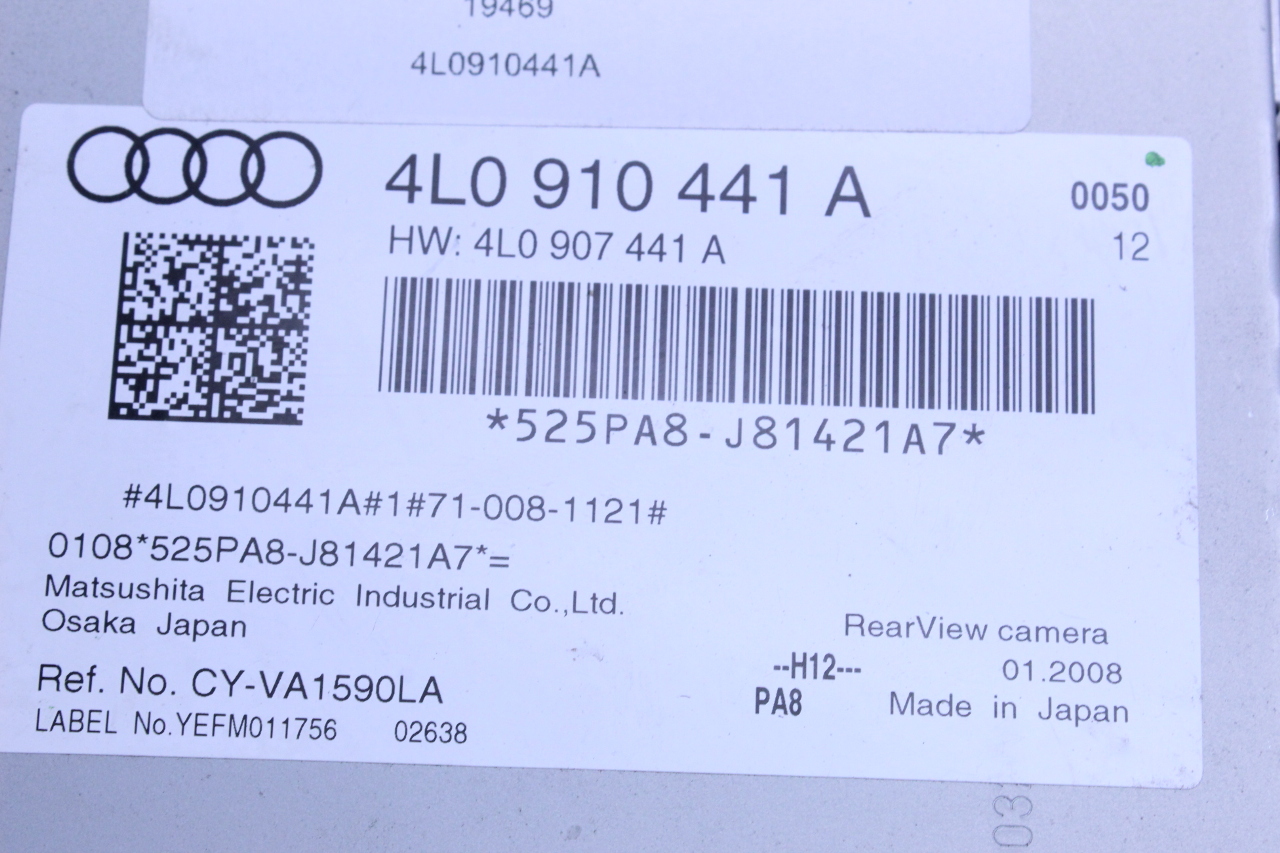 19469
4L0910441A
4L0 910 441 A
0050
HW: 4L0 907 441 A
12
*525PA8-J81421A7*
#4L0910441A#1#71-008-1121#
0108*525PA8-J81421A7*=
Matsushita Electric Industrial Co.,Ltd.
Osaka Japan
RearView camera
--H12---
01.2008
Ref. No. CY-VA1590LA
PA8
Made in Japan
LABEL No.YEFM011756 02638